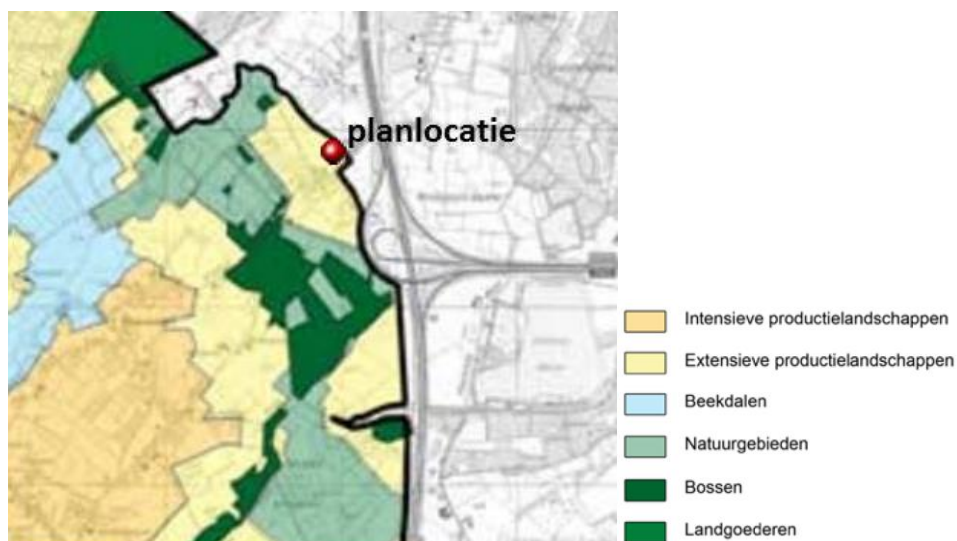 planlocatie
Intensieve productielandschappen
Extensieve productielandschappen
Beekdalen
Natuurgebieden
Bossen
Landgoederen